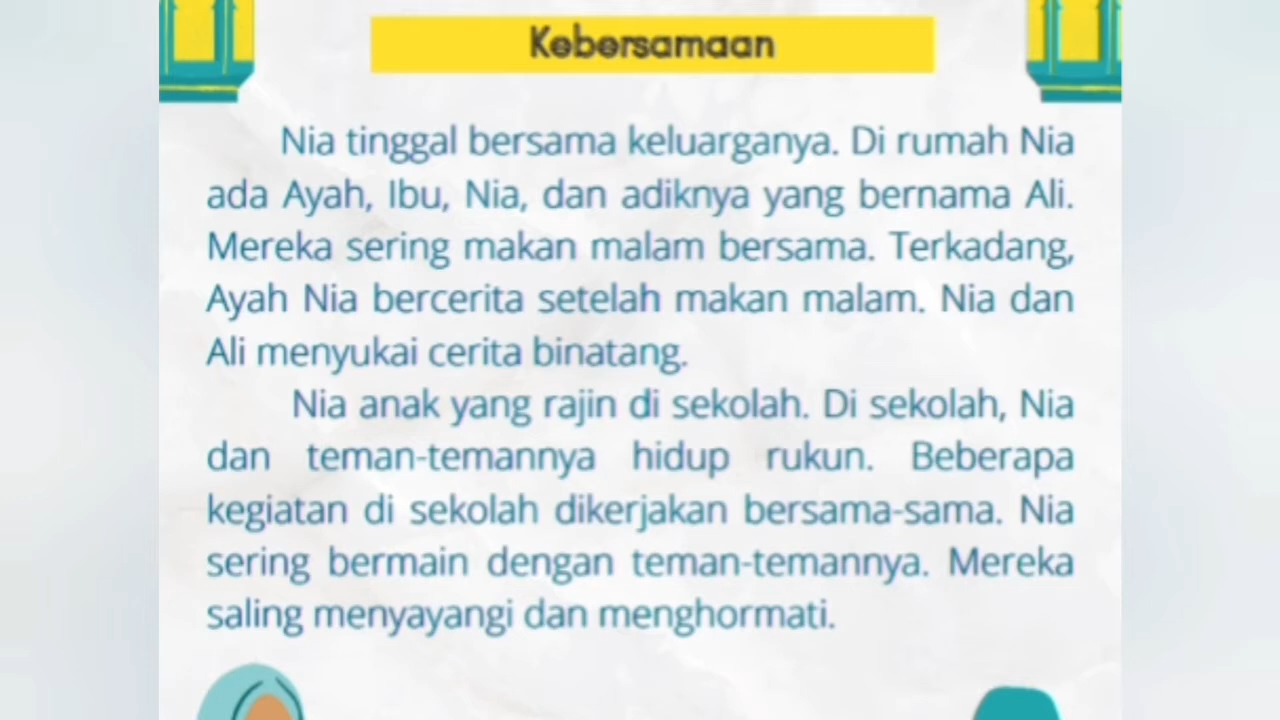 Kebersamaan
Nia tinggal bersama keluarganya. Di rumah Nia
ada Ayah, Ibu, Nia, dan adiknya yang bernama Ali.
Mereka sering makan malam bersama. Terkadang,
Ayah Nia bercerita setelah makan malam. Nia dan
Ali menyukai cerita binatang.
Nia anak yang rajin di sekolah. Di sekolah, Nia
dan teman-temannya hidup rukun. Beberapa
kegiatan di sekolah dikerjakan bersama-sama. Nia
sering bermain dengan teman-temannya. Mereka
saling menyayangi dan menghormati.